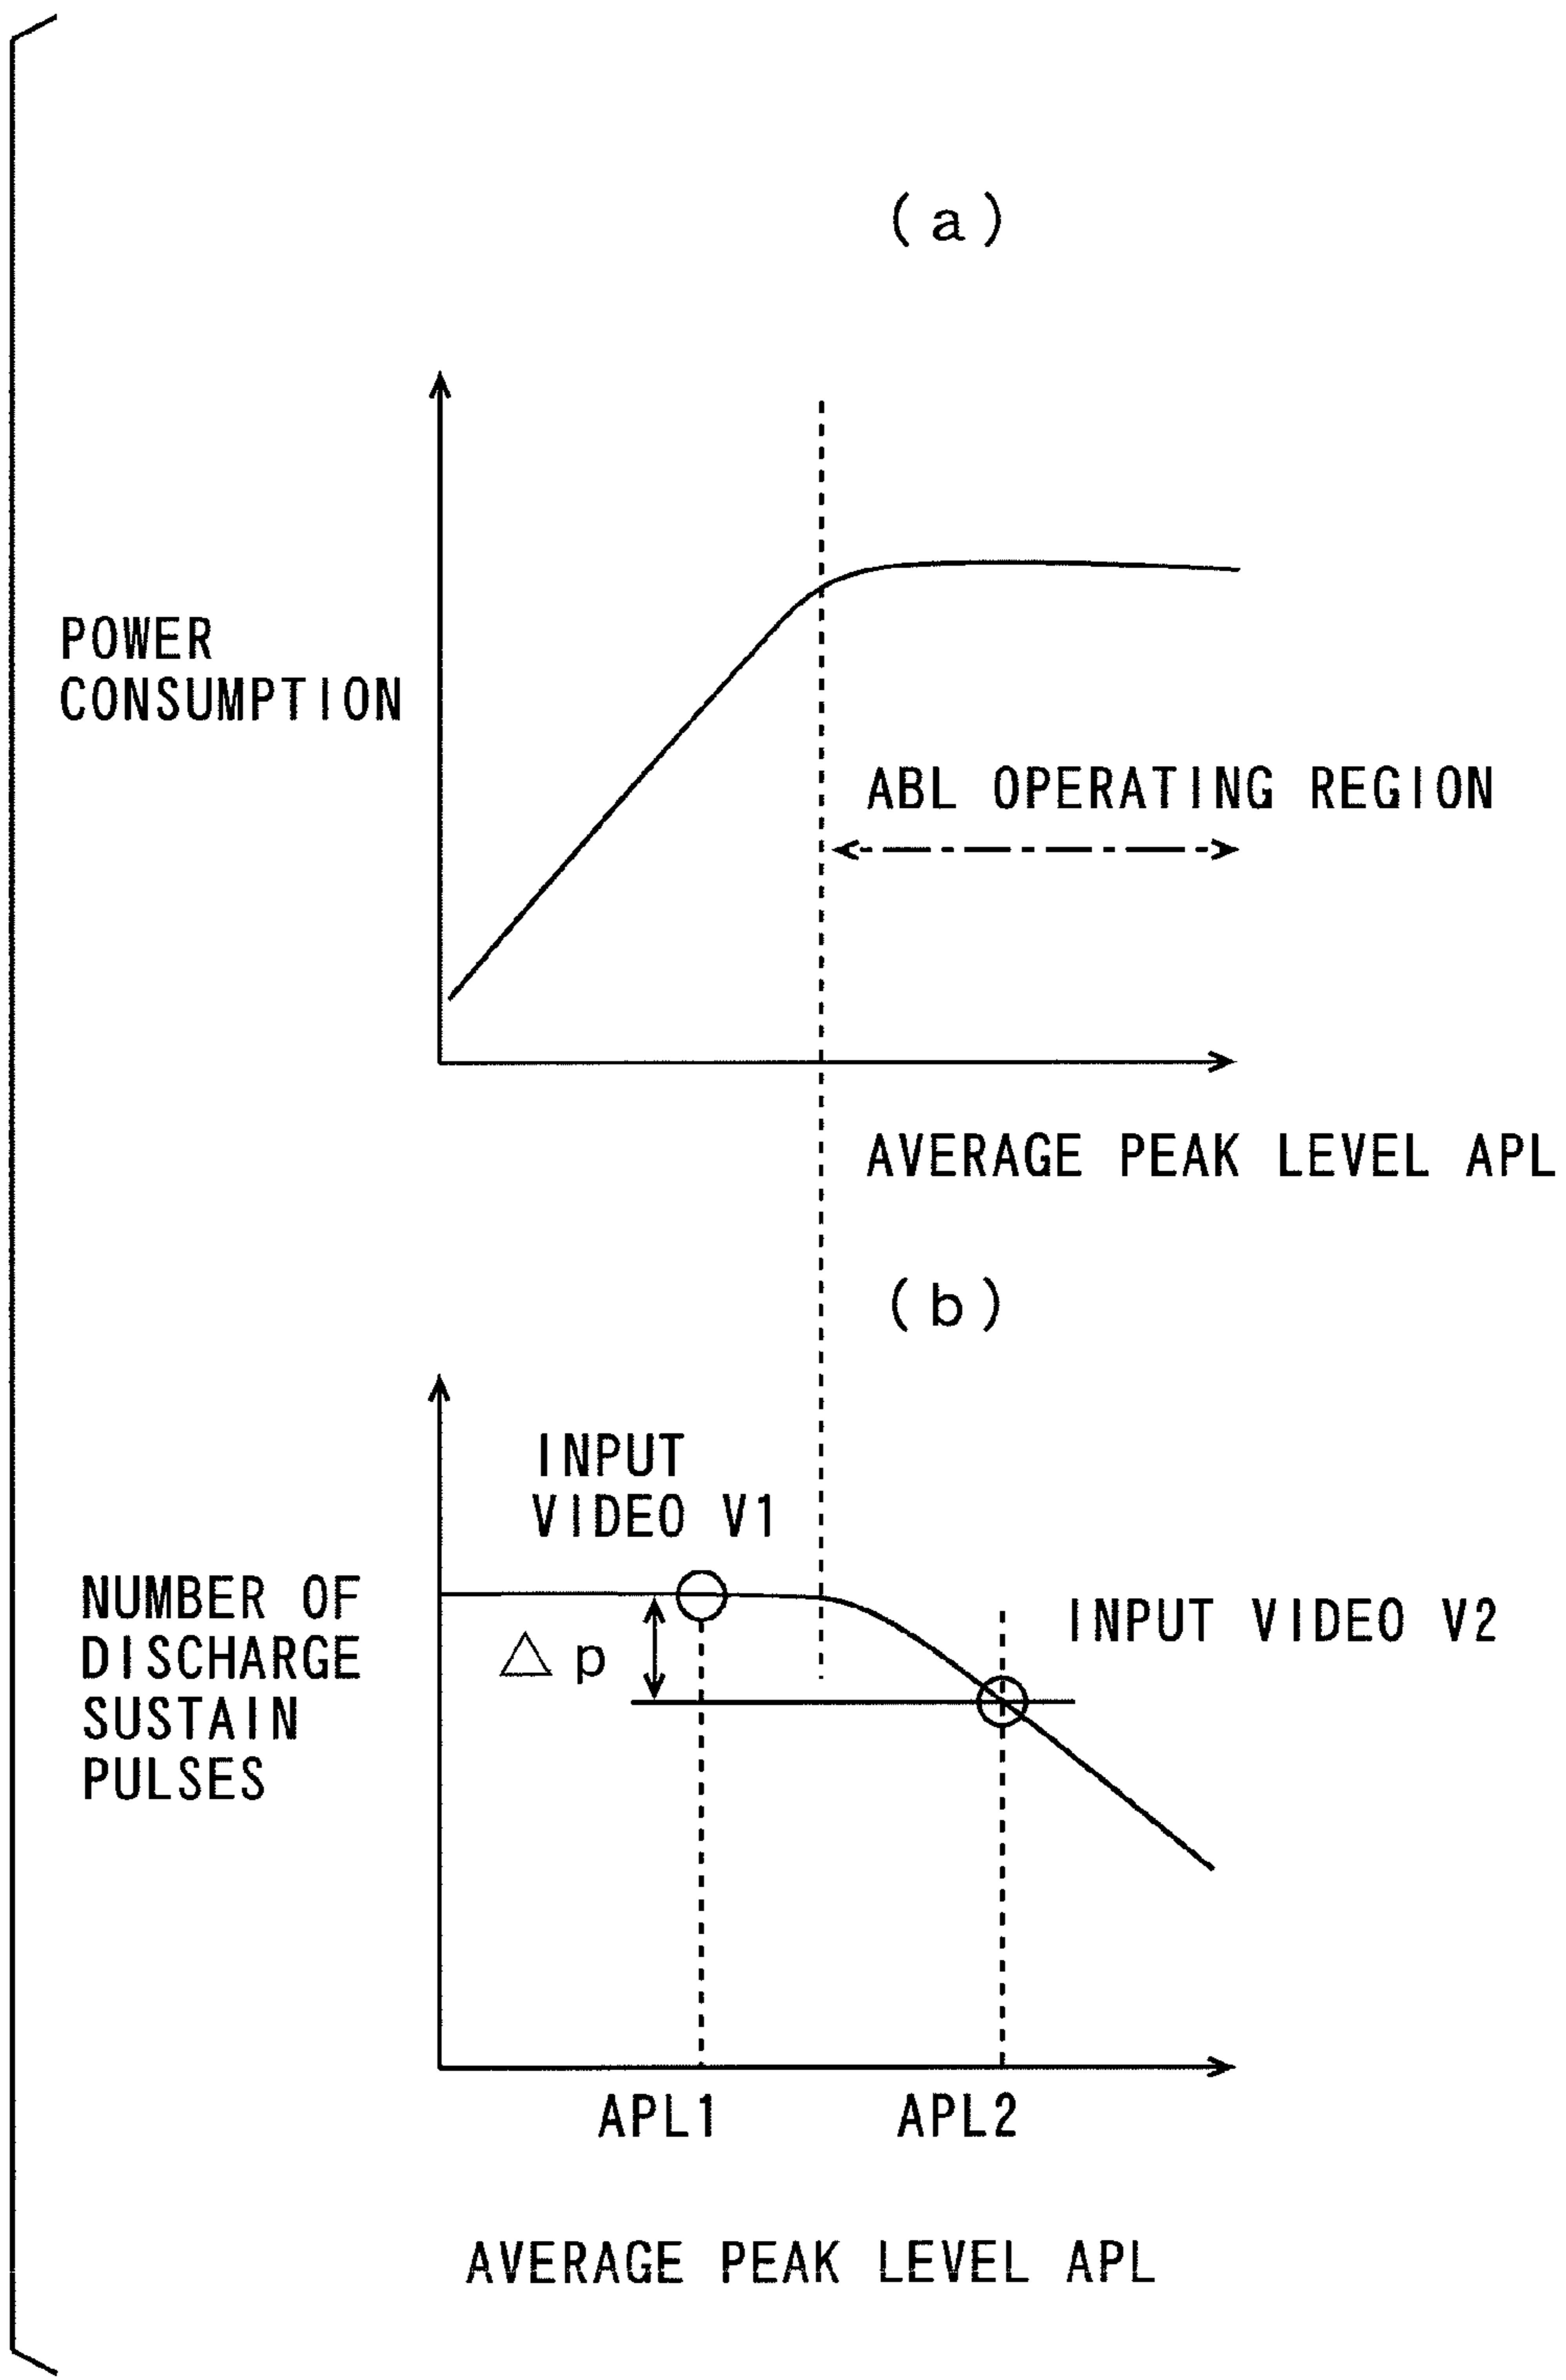 (a)
POWER
CONSUMPTION
ABL OPERATING REGION
AVERAGE PEAK LEVEL APL
(b)
INPUT
VIDEO V1
NUMBER OF
DISCHARGE
SUSTAIN
PULSES
△p
INPUT VIDEO V2
APL1
APL2
AVERAGE PEAK LEVEL APL